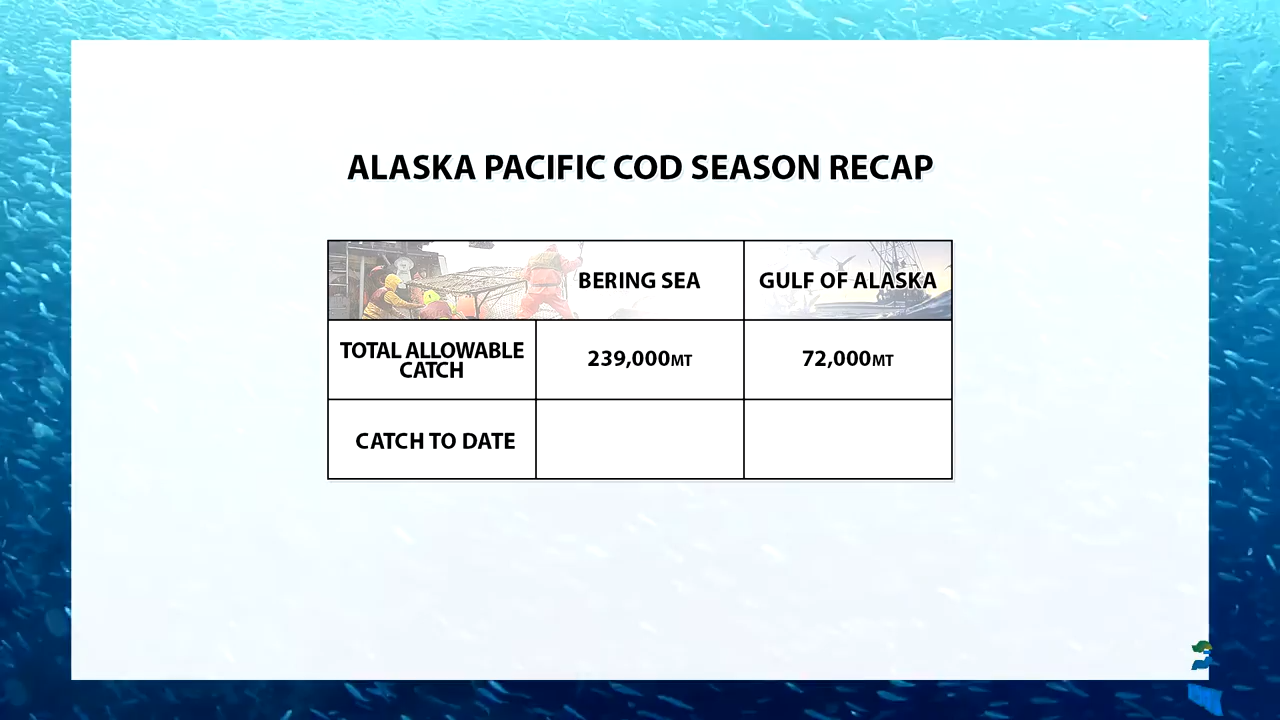 ALASKA PACIFIC COD SEASON RECAP
BERING SEA
GULF OF ALASKA
TOTAL ALLOWABLE
CATCH
239,000MT
72,000MT
CATCH TO DATE